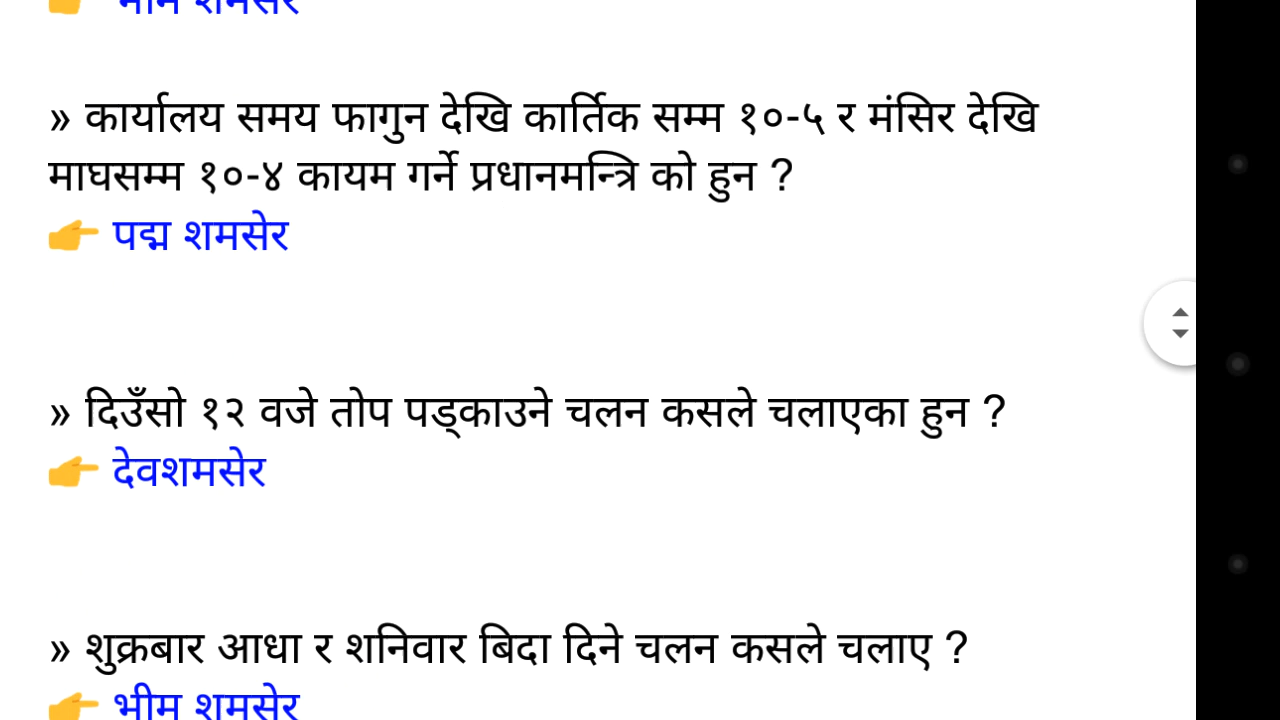 👉 भीम शमसेर
» कार्यालय समय फागुन देखि कार्तिक सम्म १०-५ र मंसिर देखि
माघसम्म १०-४ कायम गर्ने प्रधानमन्त्रि को हुन ?
👉 पद्म शमसेर
» दिउँसो १२ वजे तोप पड्काउने चलन कसले चलाएका हुन ?
👉 देवशमसेर
» शुक्रबार आधा र शनिवार बिदा दिने चलन कसले चलाए ?
👉 भीम शमसेर